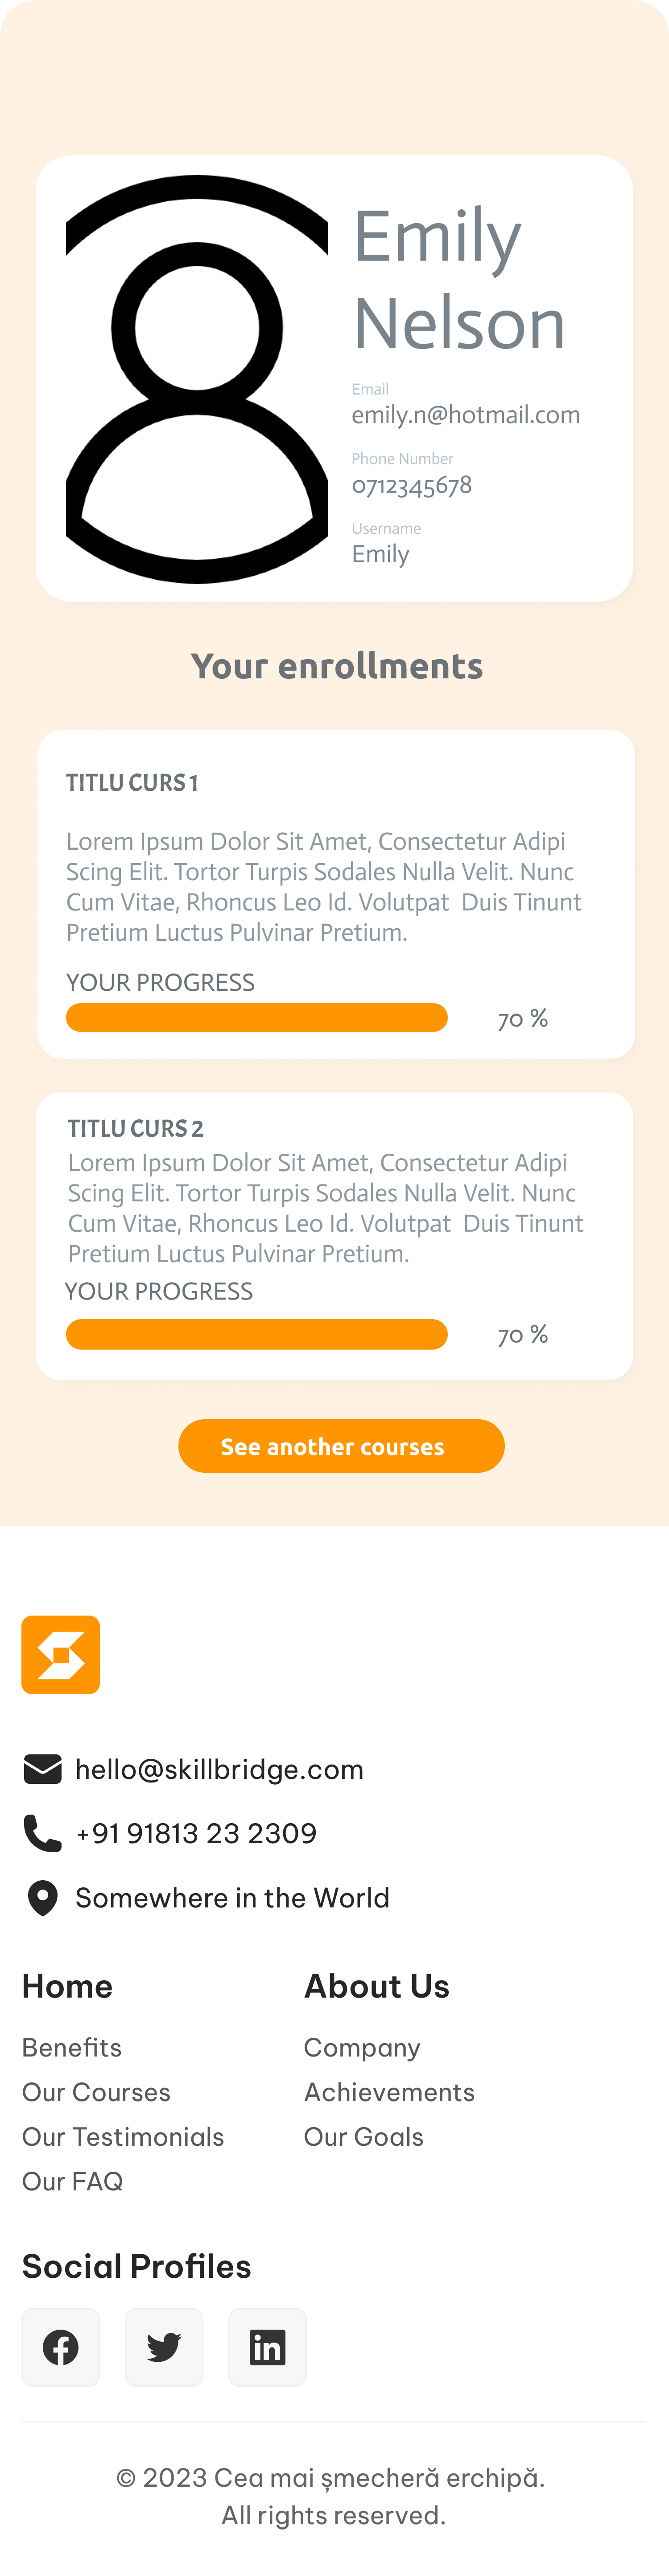 Emily
Nelson
Email
emily.n@hotmail.com
Phone Number
0712345678
Username
Emily
Your enrollments
TITLU CURS 1
Lorem Ipsum Dolor Sit Amet, Consectetur Adipi
Scing Elit. Tortor Turpis Sodales Nulla Velit. Nunc
Cum Vitae, Rhoncus Leo Id. Volutpat  Duis Tinunt
Pretium Luctus Pulvinar Pretium.
YOUR PROGRESS
70 %
TITLU CURS 2
Lorem Ipsum Dolor Sit Amet, Consectetur Adipi
Scing Elit. Tortor Turpis Sodales Nulla Velit. Nunc
Cum Vitae, Rhoncus Leo Id. Volutpat  Duis Tinunt
Pretium Luctus Pulvinar Pretium.
YOUR PROGRESS
70 %
See another courses
hello@skillbridge.com
+91 91813 23 2309
Somewhere in the World
Home
Benefits
Our Courses
Our Testimonials
Our FAQ
About Us
Company
Achievements
Our Goals
Social Profiles
© 2023 Cea mai șmecheră erchipă.
All rights reserved.